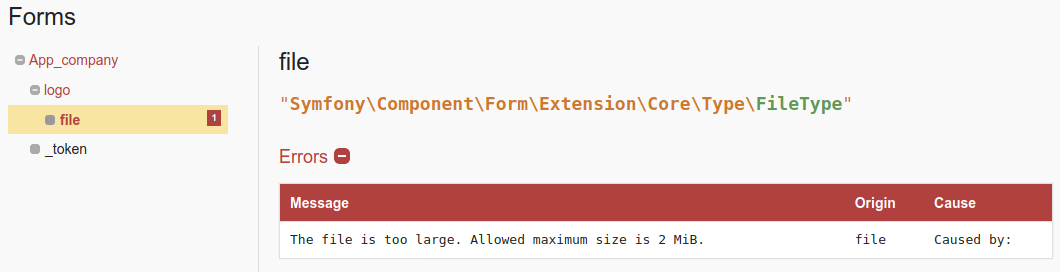 Forms
App_company
logo
file
1
_token
file
"Symfony\Component\Form\Extension\Core\Type\FileType"
Errors
Message Origin Cause
The file is too large. Allowed maximum size is 2 MiB. file Caused by: